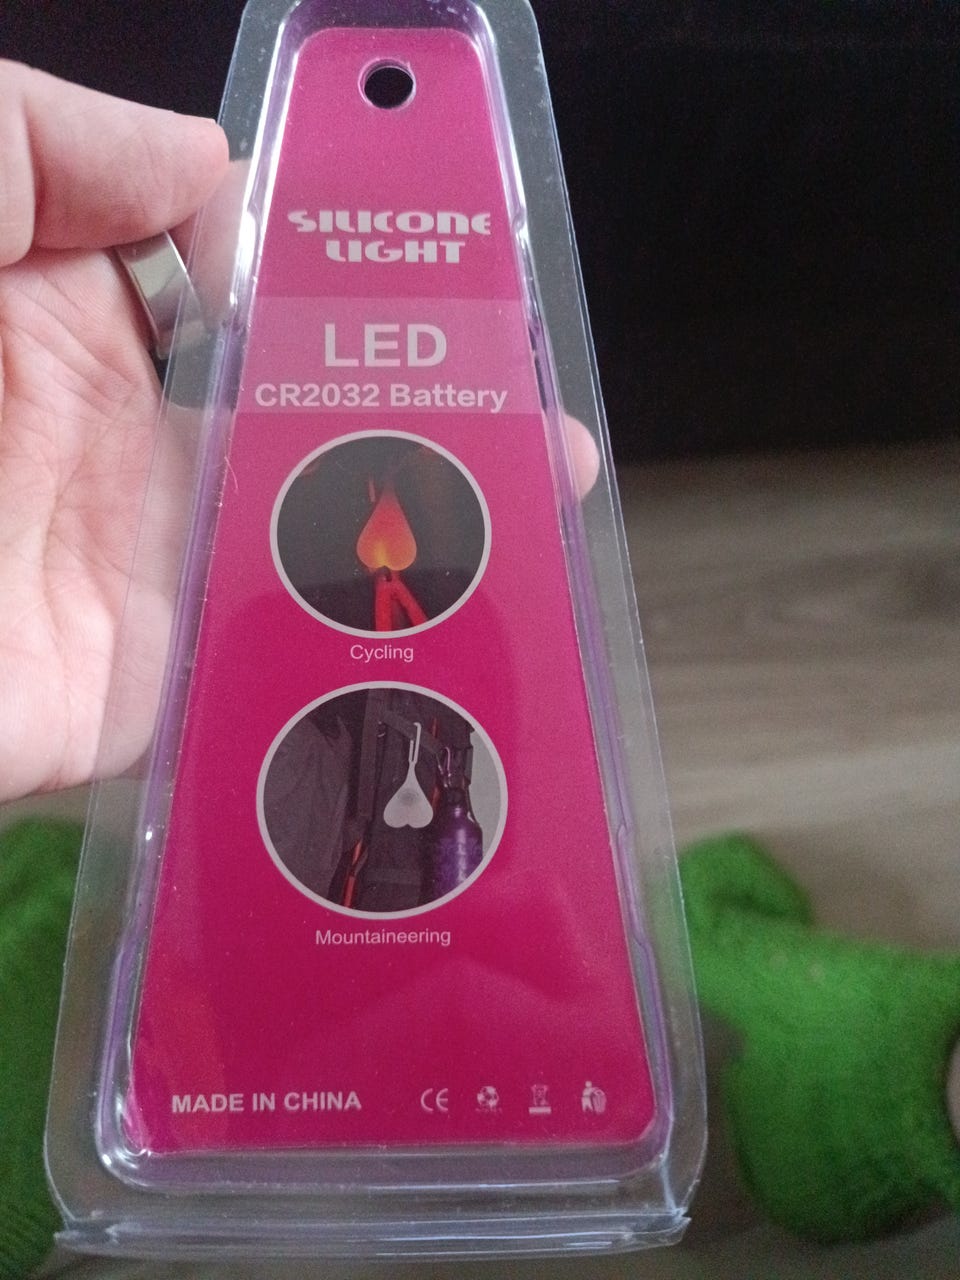 SILICONE
LIGHT
LED
CR2032 Battery
Cycling
Mountaineering
MADE IN CHINA CE